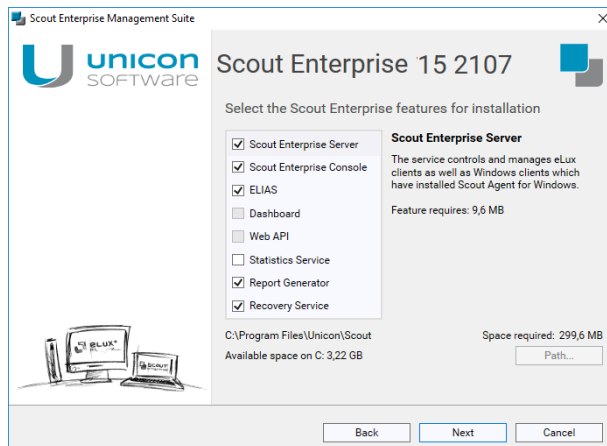 Scout Enterprise Management Suite
unicon
SOFTWARE
Scout Enterprise 15 2107
Select the Scout Enterprise features for installation
Scout Enterprise Server
Scout Enterprise Console
ELIAS
Dashboard
Web API
Statistics Service
Report Generator
Recovery Service
Scout Enterprise Server
The service controls and manages eLux
clients as well as Windows clients which
have installed Scout Agent for Windows.
Feature requires: 9,6 MB
C:\Program Files\Unicon\Scout
Space required: 299,6 MB
Available space on C: 3,22 GB
Path...
eLUX
SCOUT
Back
Next
Cancel